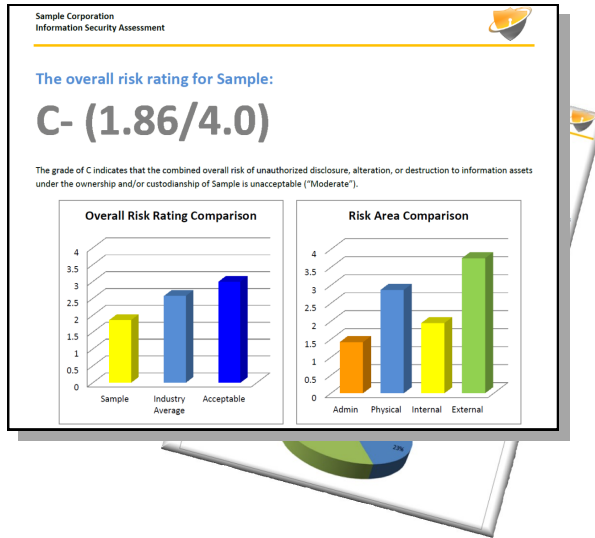 Sample Corporation
Information Security Assessment
The overall risk rating for Sample:
C- (1.86/4.0)
The grade of C indicates that the combined overall risk of unauthorized disclosure, alteration, or destruction to information assets
under the ownership and/or custodianship of Sample is unacceptable ("Moderate").
Overall Risk Rating Comparison
4
3.5
3
2.5
2
1.5
1
0.5
0
Sample
Industry
Average
Acceptable
Risk Area Comparison
4
3.5
3
2.5
2
1.5
1
0.5
0
Admin
Physical
Internal
External
23%